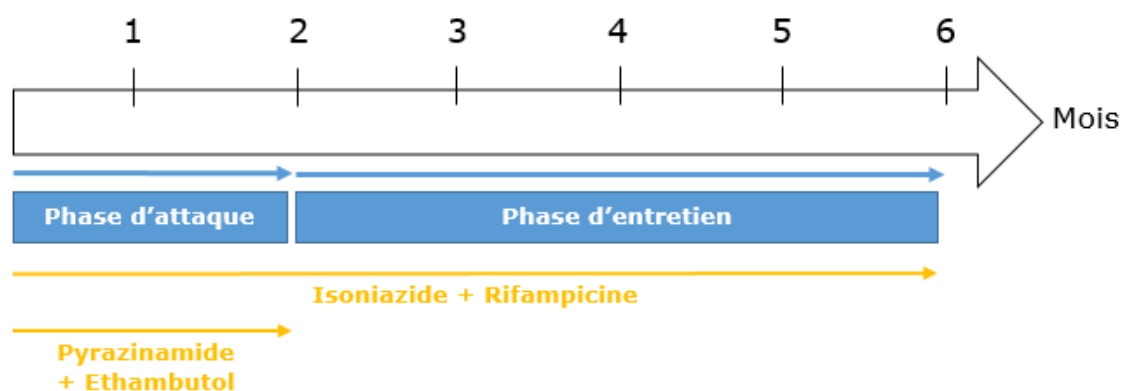 1 2 3 4 5 6
Mois
Phase d'attaque Phase d'entretien
Isoniazide + Rifampicine
Pyrazinamide
+ Ethambutol